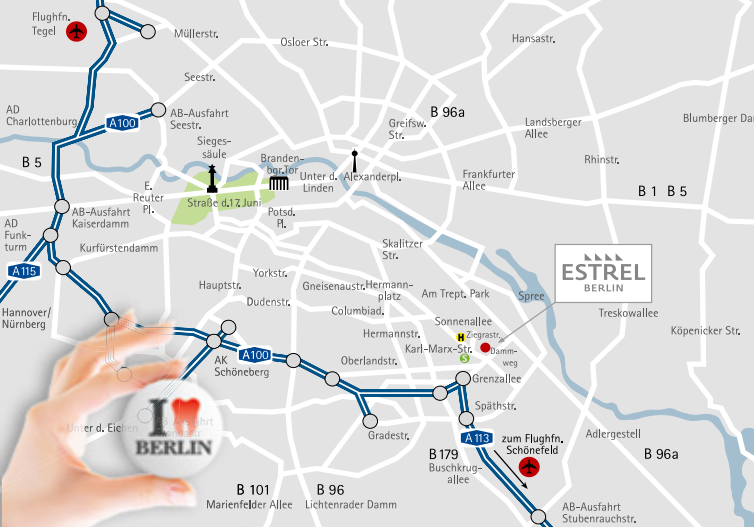 Flughfn.
Tegel
Müllerstr.
Osloer Str.
Hansastr.
Seestr.
AD
Charlottenburg
A100
AB-Ausfahrt
Seestr.
B 96a
Greifsw.
Str.
Landsberger
Allee
Blumberger Da
Sieges-
säule
B 5
Branden-
bgr.Tor
Rhinstr.
E.
Reuter
Pl.
Unter d.
Linden
Alexanderpl.
Frankfurter
Allee
B 1 B 5
Straße d.17.Juni
AB-Ausfahrt
Kaiserdamm
Potsd.
Pl.
AD
Funk-
turm
Kurfürstendamm
Skalitzer
Str.
A115
Yorkstr.
ESTREL
BERLIN
Hauptstr.
Gneisenaustr.
Hermann-
platz
Am Trept. Park
Spree
Dudenstr.
Columbiad.
Treskowallee
Hannover/
Nürnberg
Sonnenallee
Hermannstr.
H
Ziegrastr.
Köpenicker Str.
Karl-Marx-Str.
Damm-
weg
S
A100
AK
Schöneberg
Oberlandstr.
Grenzallee
Späthstr.
I
BERLIN
Unter d. Eichen
Gradestr.
A113
zum Flughfn.
Schönefeld
Adlergestell
B 179
Buschkrug-
allee
B 96a
B 101
Marienfelder Allee
B 96
Lichtenrader Damm
AB-Ausfahrt
Stubenrauchstr.